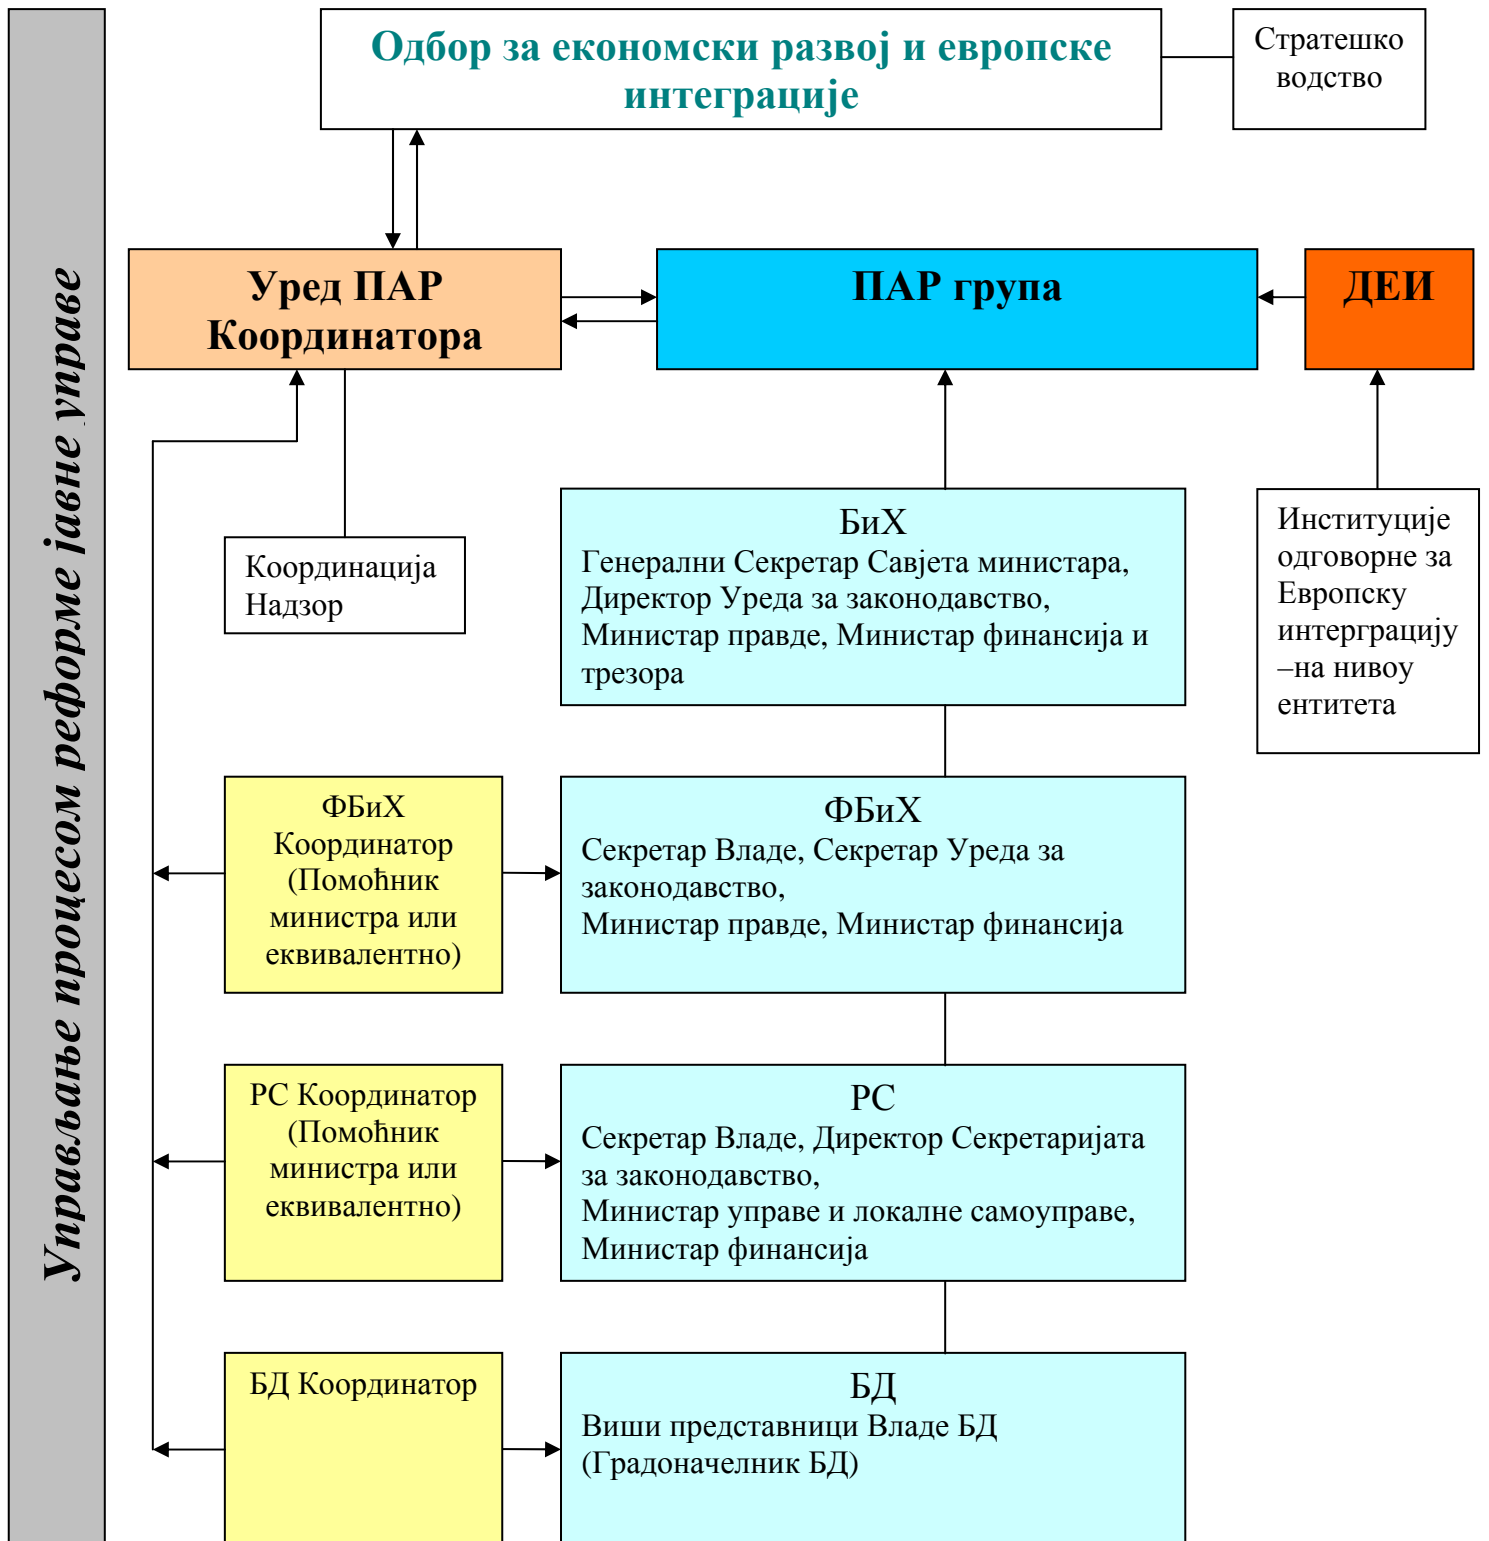 Управљање процесом реформе јавне управе
Одбор за економски развој и европске
интеграције
Стратешко
водство
Уред ПАР
Координатора
ПАР група
ДЕИ
Координација
Надзор
БиХ
Генерални Секретар Савјета министара,
Директор Уреда за законодавство,
Министар правде, Министар финансија и
трезора
Институције
одговорне за
Европску
интерграцију
–на нивоу
ентитета
ФБиХ
Координатор
(Помоћник
министра или
еквивалентно)
ФБиХ
Секретар Владе, Секретар Уреда за
законодавство,
Министар правде, Министар финансија
РС Координатор
(Помоћник
министра или
еквивалентно)
РС
Секретар Владе, Директор Секретаријата
за законодавство,
Министар управе и локалне самоуправе,
Министар финансија
БД Координатор
БД
Виши представници Владе БД
(Градоначелник БД)